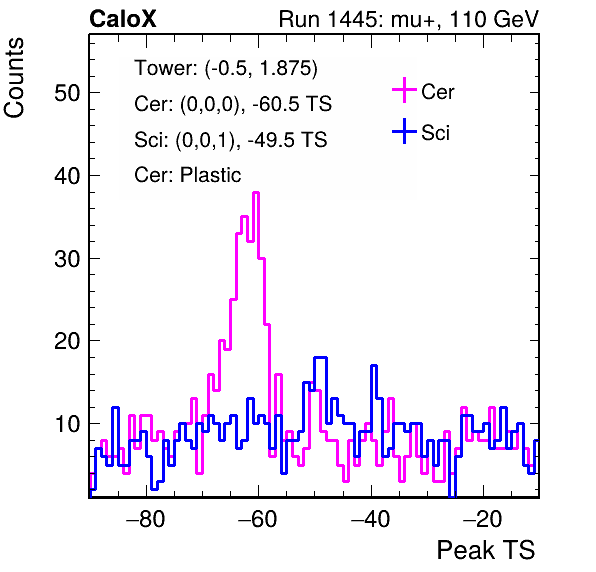 CaloX Run 1445: mu+, 110 GeV
Counts
Tower: (-0.5, 1.875)
Cer: (0,0,0), -60.5 TS
Sci: (0,0,1), -49.5 TS
Cer: Plastic
Cer
Sci
50
40
30
20
10
−80 −60 −40 −20
Peak TS